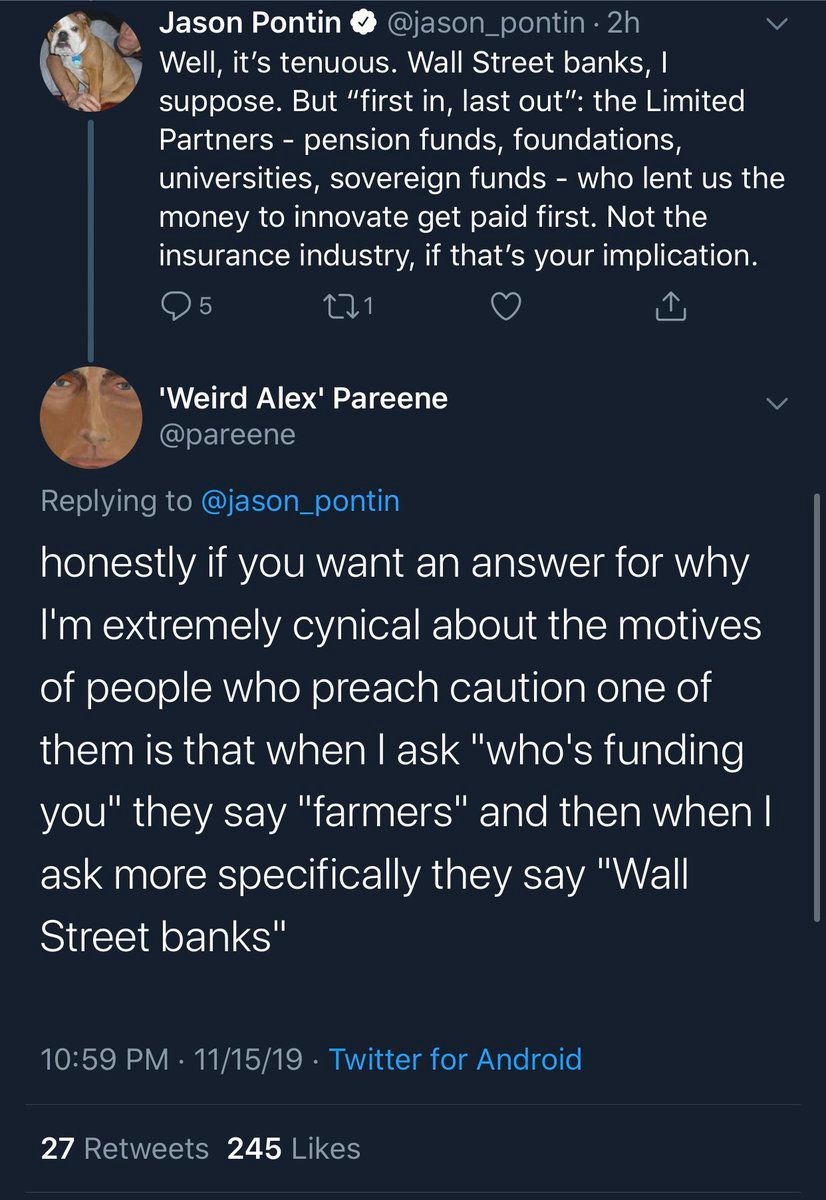 Jason Pontin @jason_pontin · 2h
Well, it’s tenuous. Wall Street banks, I
suppose. But “first in, last out”: the Limited
Partners - pension funds, foundations,
universities, sovereign funds - who lent us the
money to innovate get paid first. Not the
insurance industry, if that’s your implication.
5 1
'Weird Alex' Pareene
@pareene
Replying to @jason_pontin
honestly if you want an answer for why
I'm extremely cynical about the motives
of people who preach caution one of
them is that when I ask "who's funding
you" they say "farmers" and then when I
ask more specifically they say "Wall
Street banks"
10:59 PM · 11/15/19 · Twitter for Android
27 Retweets 245 Likes